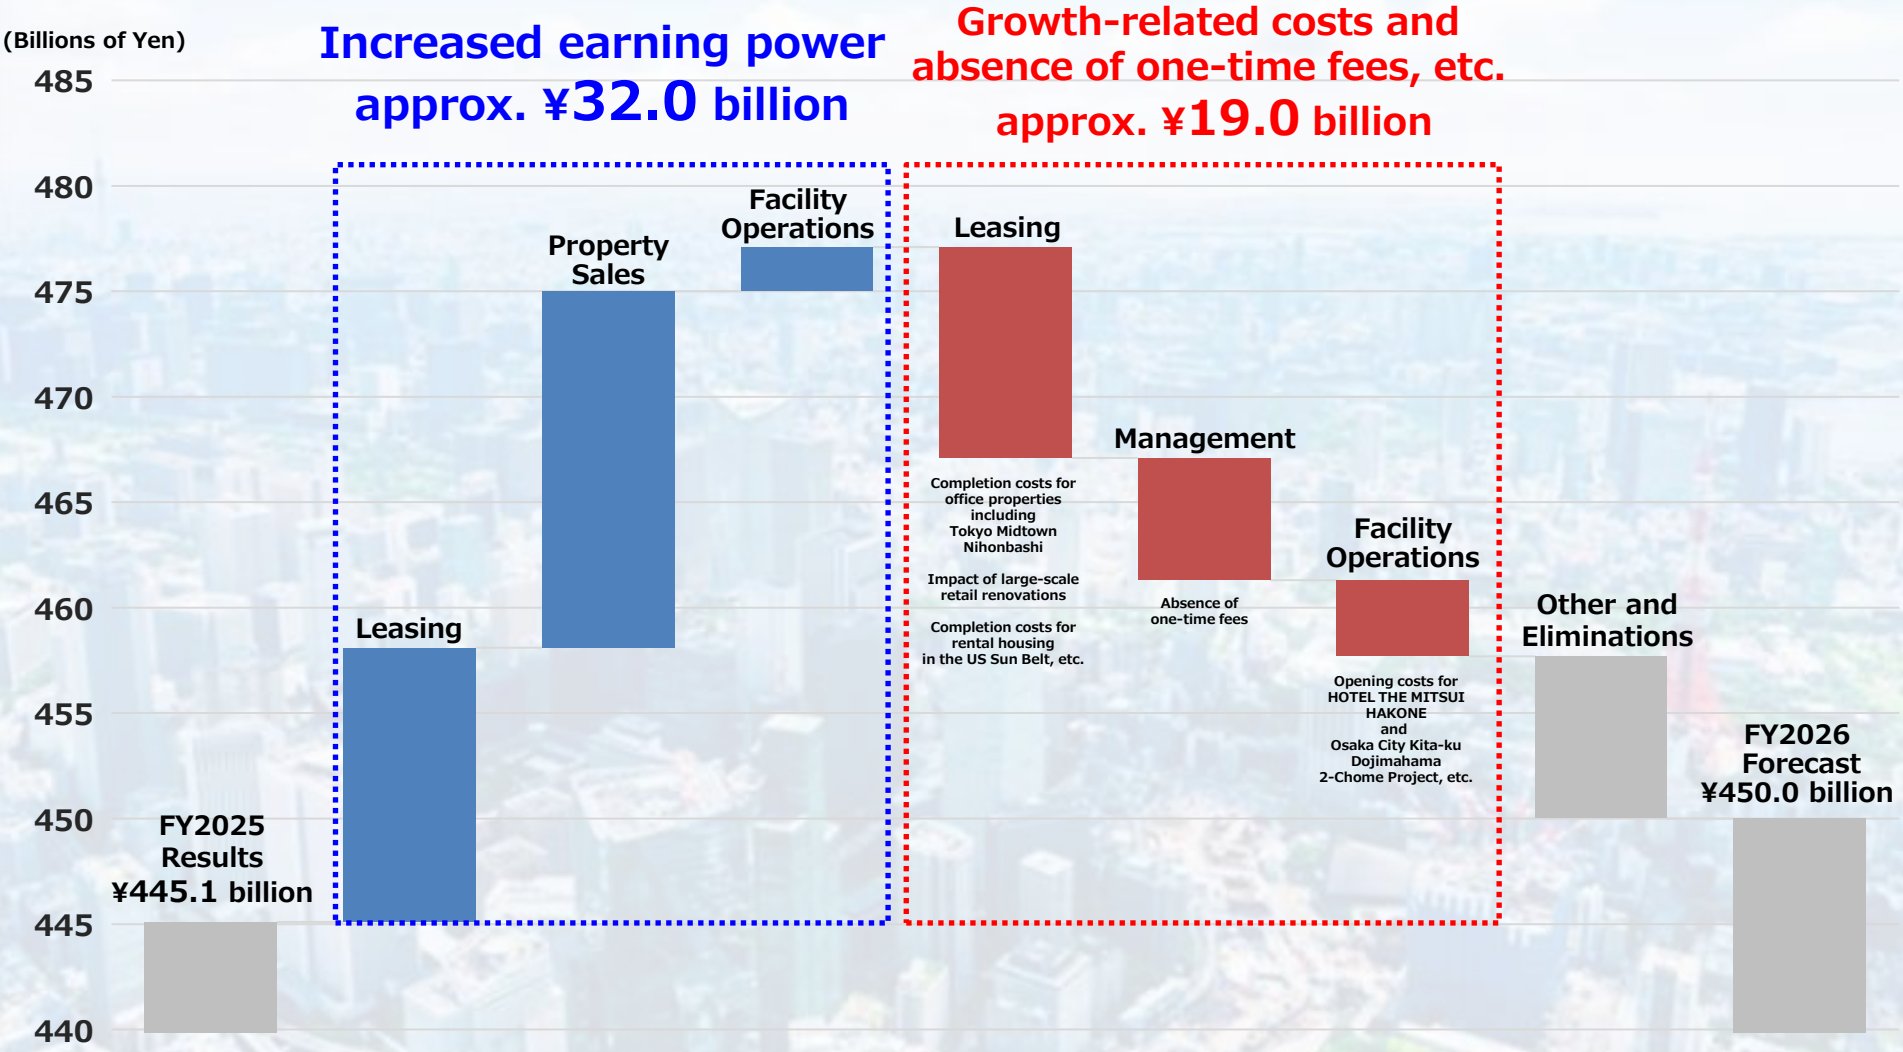 (Billions of Yen)
Increased earning power
approx. ¥32.0 billion
Growth-related costs and
absence of one-time fees, etc.
approx. ¥19.0 billion
485
480
475
470
465
460
455
450
445
440
FY2025
Results
¥445.1 billion
Leasing
Property
Sales
Facility
Operations
Leasing
Completion costs for
office properties
including
Tokyo Midtown
Nihonbashi
Impact of large-scale
retail renovations
Completion costs for
rental housing
in the US Sun Belt, etc.
Management
Absence of
one-time fees
Facility
Operations
Opening costs for
HOTEL THE MITSUI
HAKONE
and
Osaka City Kita-ku
Dojimahama
2-Chome Project, etc.
Other and
Eliminations
FY2026
Forecast
¥450.0 billion